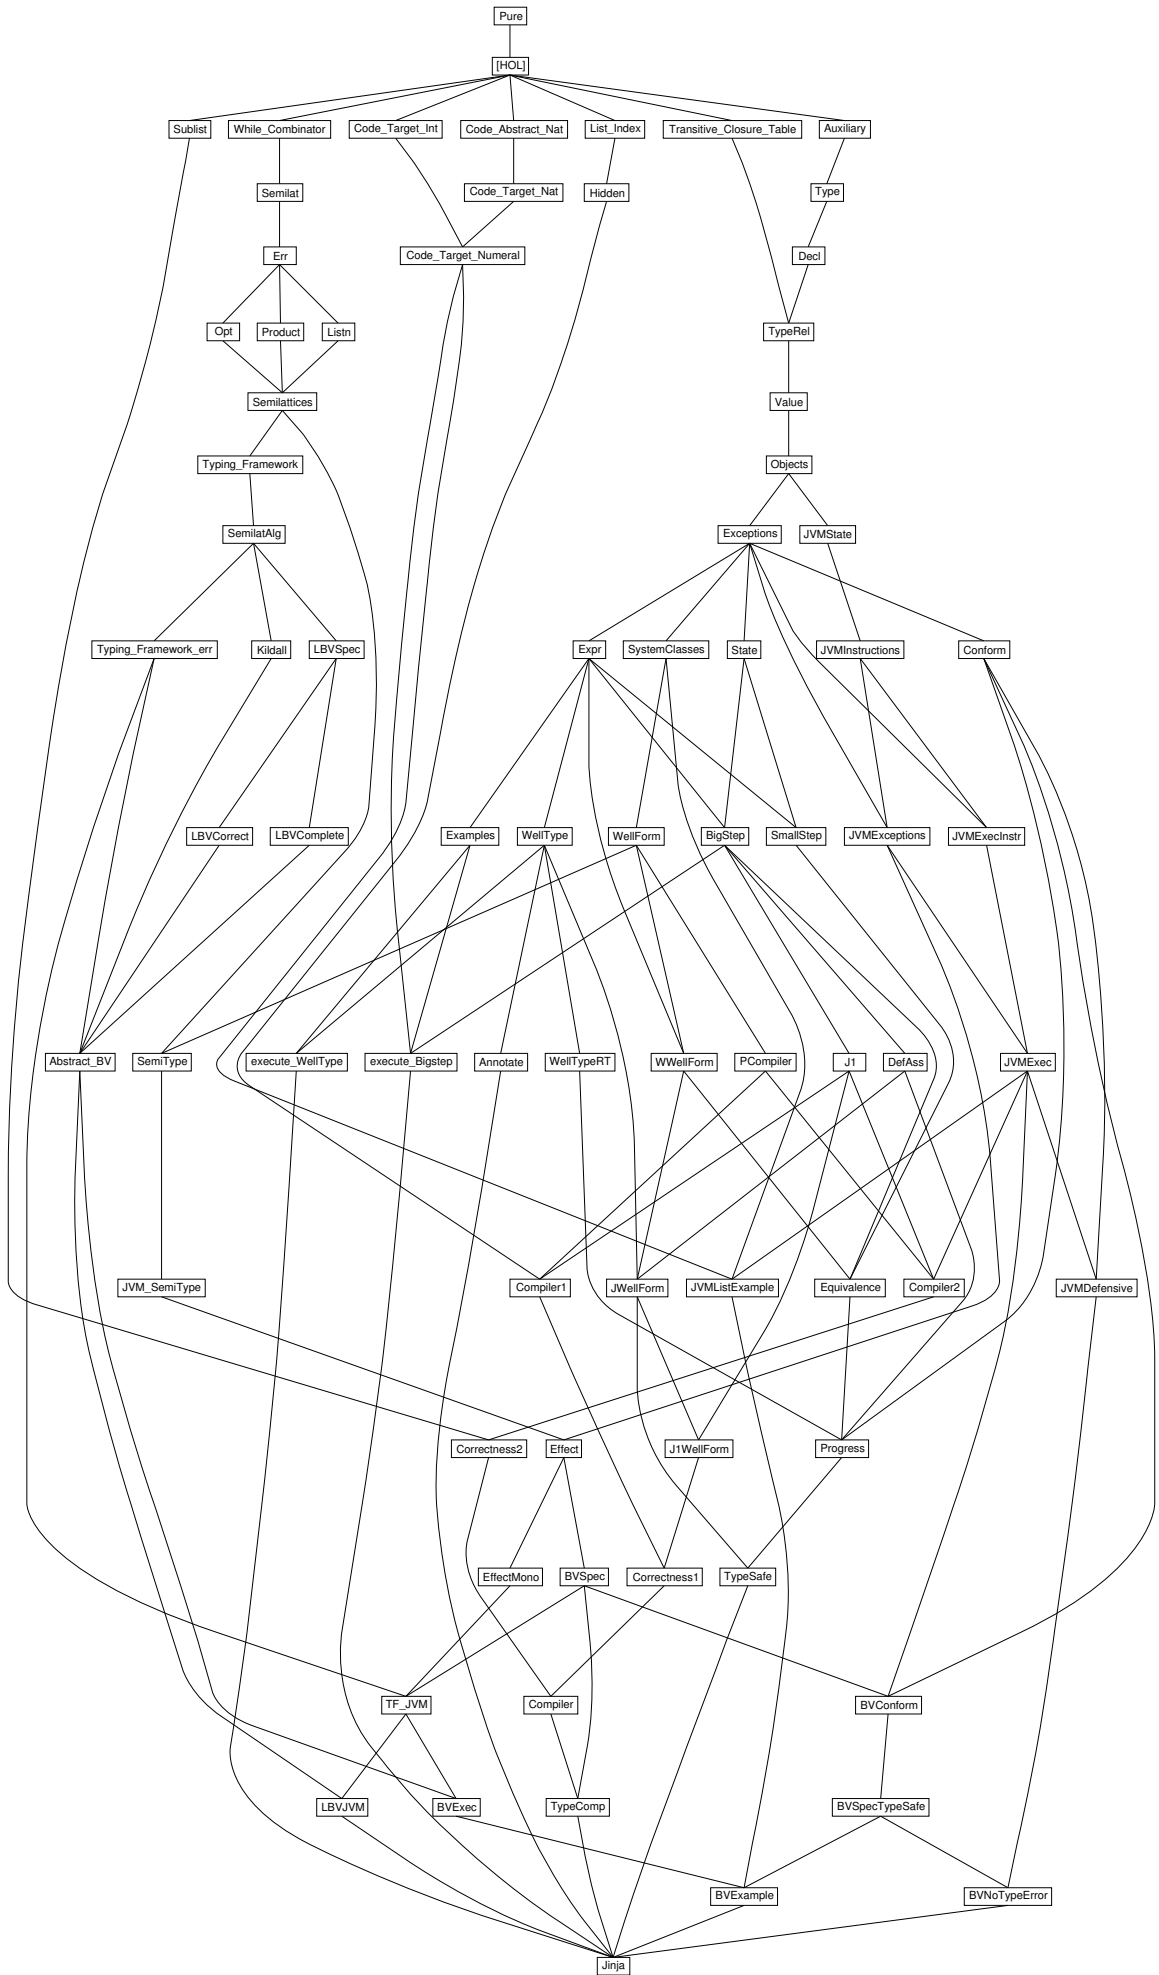 Pure
[HOL]
Sublist
While_Combinator
Code_Target_Int
Code_Abstract_Nat
List_Index
Transitive_Closure_Table
Auxiliary
Semilat
Code_Target_Nat
Hidden
Type
Err
Code_Target_Numeral
Decl
Opt
Product
Listn
TypeRel
Semilattices
Value
Typing_Framework
Objects
SemilatAlg
Exceptions
JVMState
Typing_Framework_err
Kildall
LBVSpec
Expr
SystemClasses
State
JVMInstructions
Conform
LBVCorrect
LBVComplete
Examples
WellType
WellForm
BigStep
SmallStep
JVMExceptions
JVMExecInstr
Abstract_BV
SemiType
execute_WellType
execute_Bigstep
Annotate
WellTypeRT
WWellForm
PCompiler
J1
DefAss
JVMExec
JVM_SemiType
Compiler1
JWellForm
JVMListExample
Equivalence
Compiler2
JVMDefensive
Correctness2
Effect
J1WellForm
Progress
EffectMono
BVSpec
Correctness1
TypeSafe
TF_JVM
Compiler
BVConform
LBVJVM
BVExec
TypeComp
BVSpecTypeSafe
BVExample
BVNoTypeError
Jinja